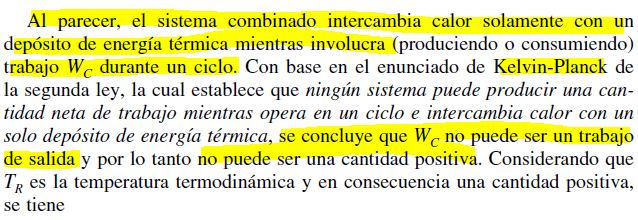 Al parecer, el sistema combinado intercambia calor solamente con un
depósito de energía térmica mientras involucra (produciendo o consumiendo)
trabajo W_C durante un ciclo. Con base en el enunciado de Kelvin-Planck de
la segunda ley, la cual establece que ningún sistema puede producir una can-
tidad neta de trabajo mientras opera en un ciclo e intercambia calor con un
solo depósito de energía térmica, se concluye que W_C no puede ser un trabajo
de salida y por lo tanto no puede ser una cantidad positiva. Considerando que
T_R es la temperatura termodinámica y en consecuencia una cantidad positiva,
se tiene